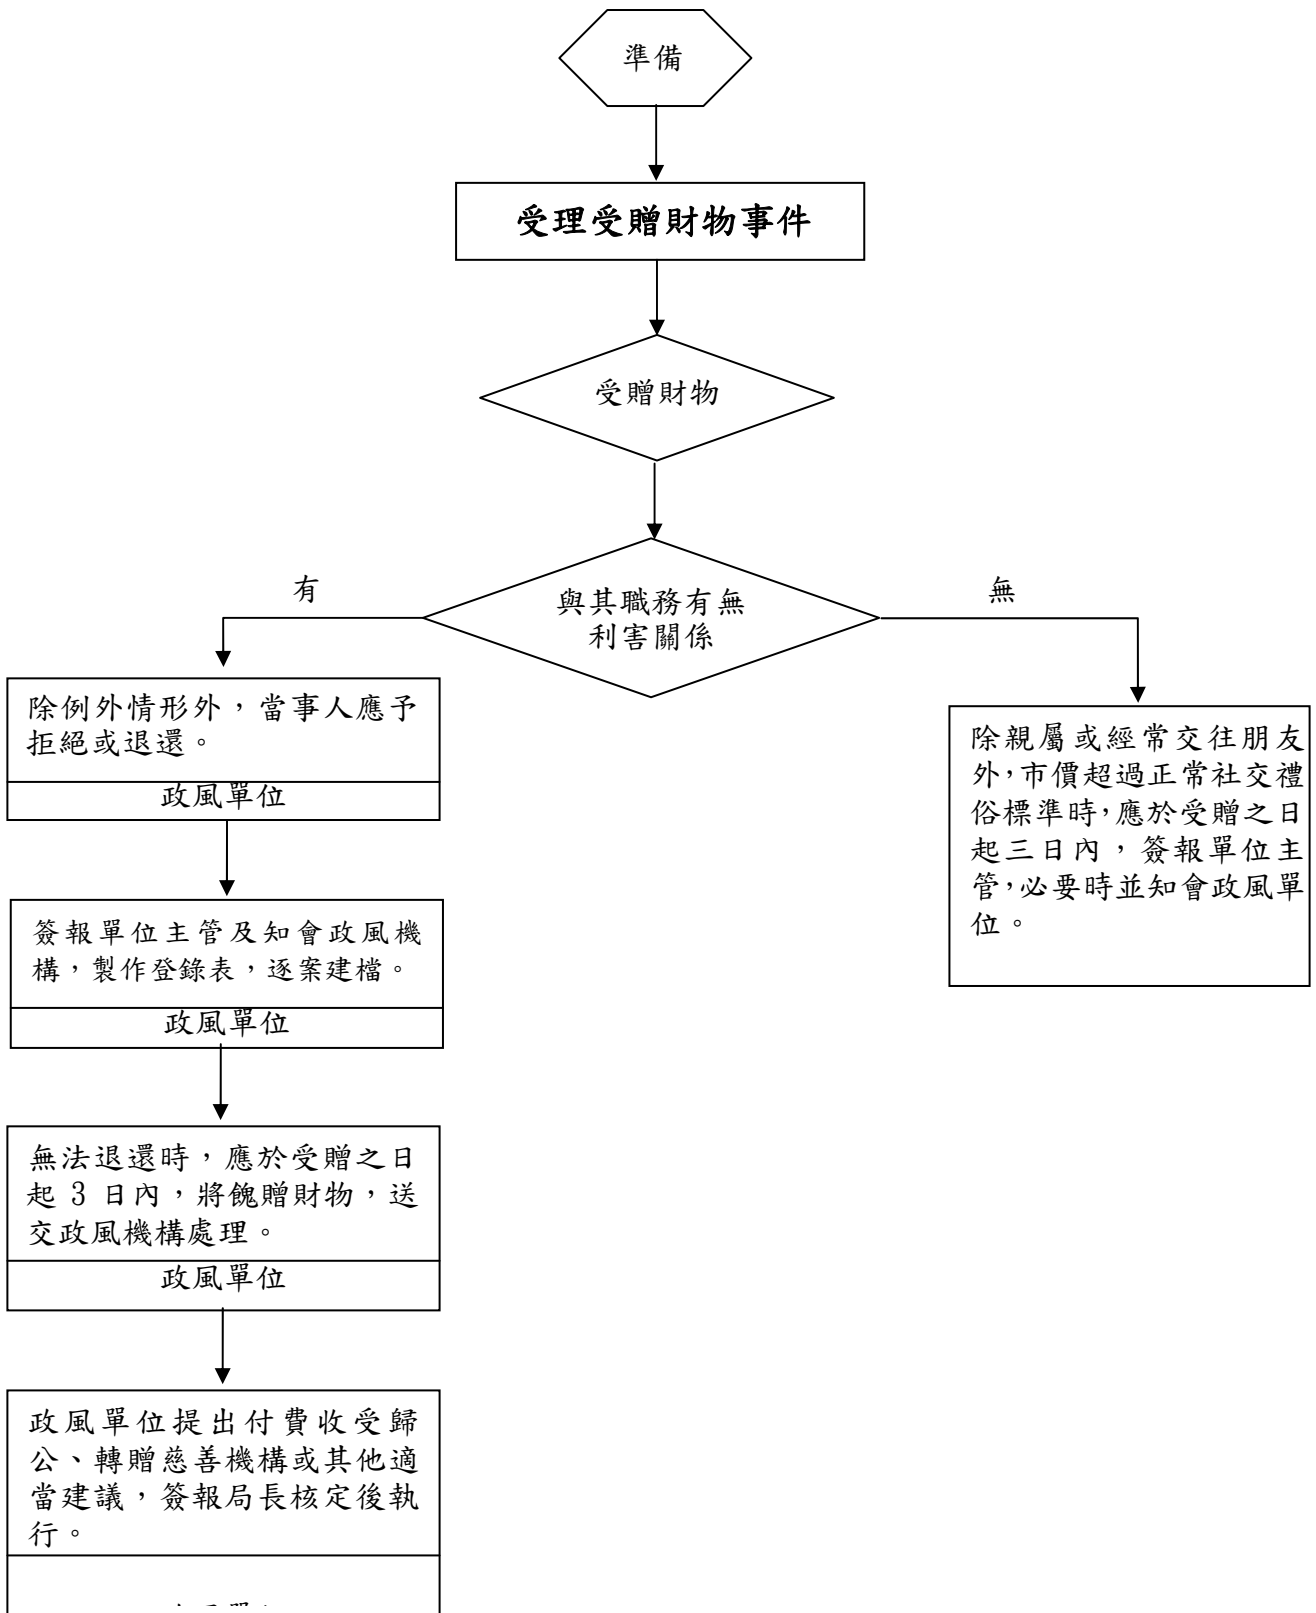 準備
受理受贈財物事件
受贈財物
與其職務有無
利害關係
有
無
除例外情形外，當事人應予
拒絕或退還。
政風單位
除親屬或經常交往朋友
外，市價超過正常社交禮
俗標準時，應於受贈之日
起三日內，簽報單位主
管，必要時並知會政風單
位。
簽報單位主管及知會政風機
構，製作登錄表，逐案建檔。
政風單位
無法退還時，應於受贈之日
起 3 日內，將餽贈財物，送
交政風機構處理。
政風單位
政風單位提出付費收受歸
公、轉贈慈善機構或其他適
當建議，簽報局長核定後執
行。